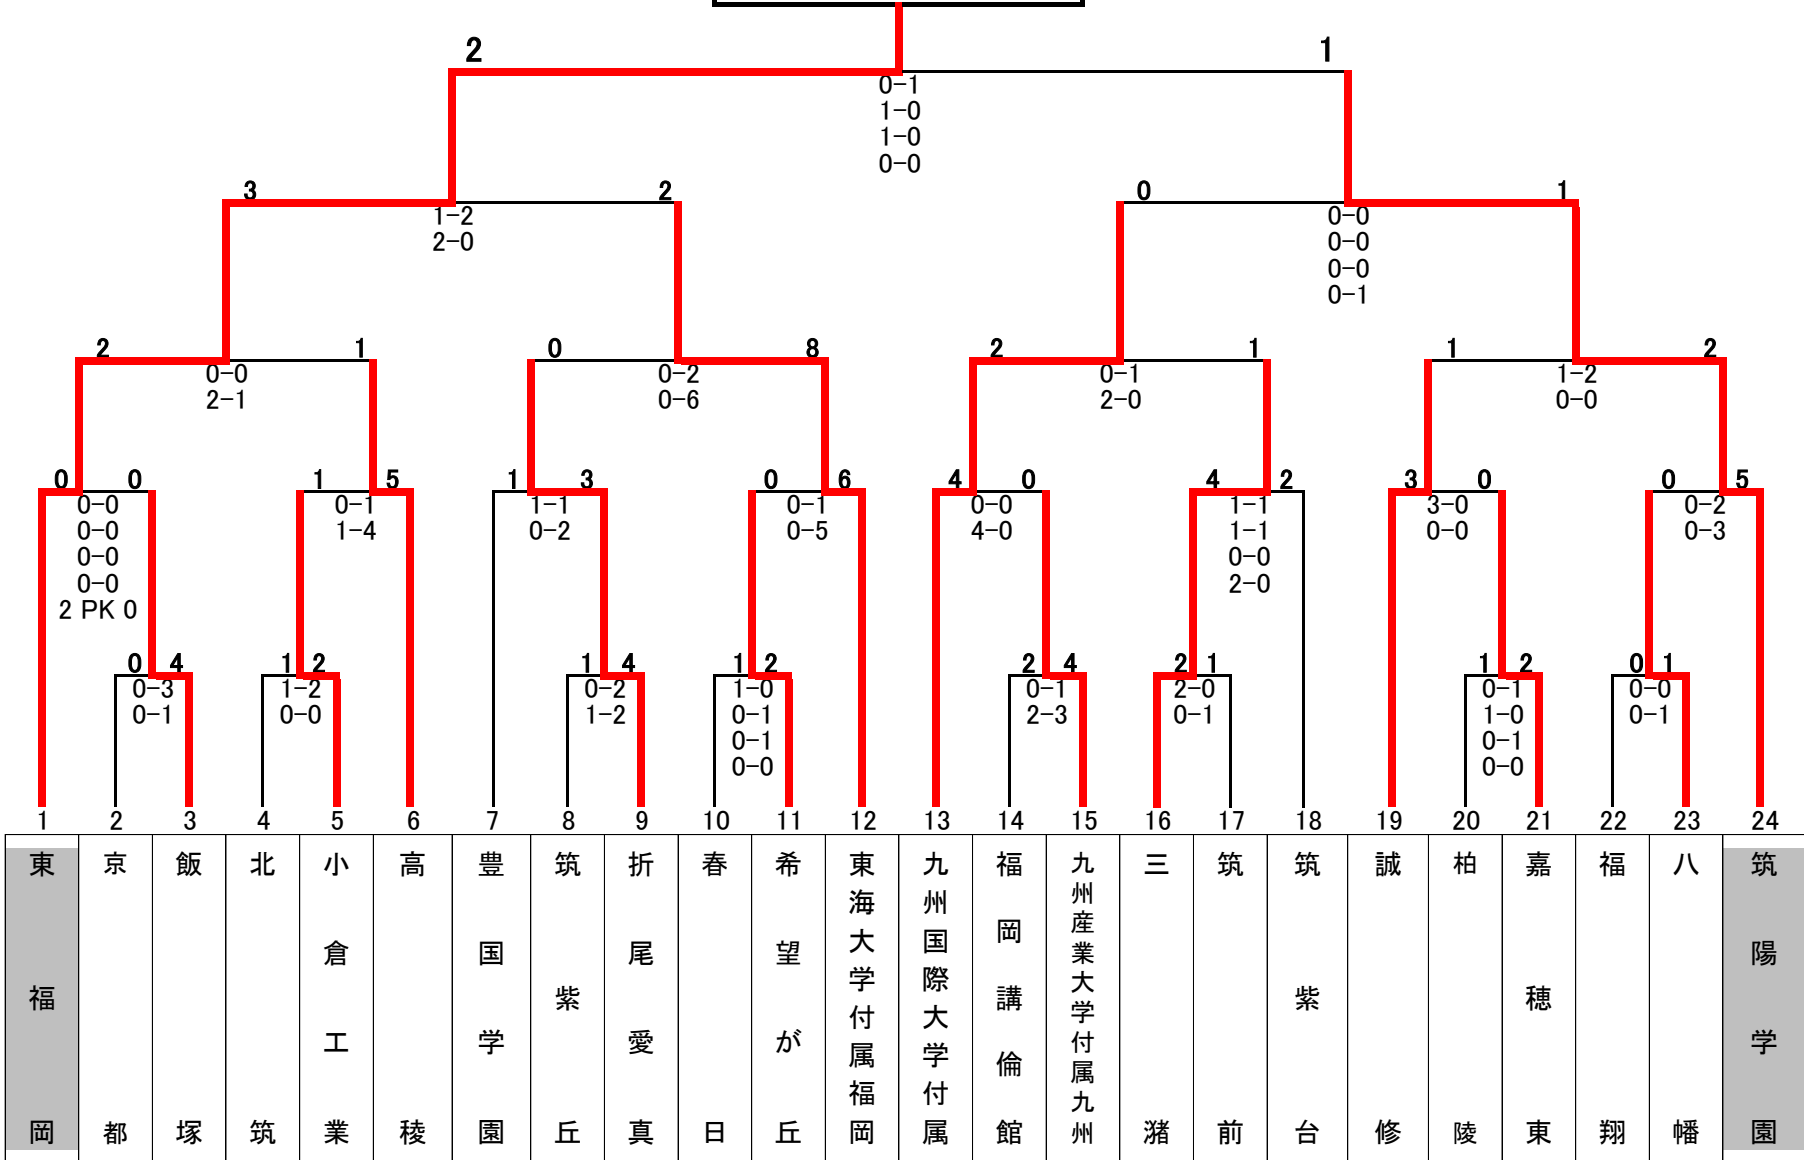 2 1
0-1
1-0
1-0
0-0
3 2 0 1
1-2 0-0
2-0 0-0
0-0
0-1
2 1 0 8 2 1 1 2
0-0 0-2 0-1 1-2
2-1 0-6 2-0 0-0
0 0 1 5 1 3 0 6 4 0 4 2 3 0 0 5
0-0 0-1 1-1 0-1 0-0 1-1 3-0 0-2
0-0 1-4 0-2 0-5 4-0 1-1 0-0 0-3
0-0 0-0
0-0 2-0
2 PK 0
0 4 1 2 1 4 1 2 2 4 2 1 1 2 0 1
0-3 1-2 0-2 1-0 0-1 2-0 0-1 0-0
0-1 0-0 1-2 0-1 2-3 0-1 1-0 0-1
0-1 0-1
0-0 0-0
1 2 3 4 5 6 7 8 9 10 11 12 13 14 15 16 17 18 19 20 21 22 23 24
東福岡
京都
飯塚
北筑
小倉工業
高稜
豊国学園
筑紫丘
折尾愛真
春日
希望が丘
東海大学付属福岡
九州国際大学付属
福岡講倫館
九州産業大学付属九州
三潴
筑前
筑紫台
誠修
柏陵
嘉穂東
福翔
八幡
筑陽学園